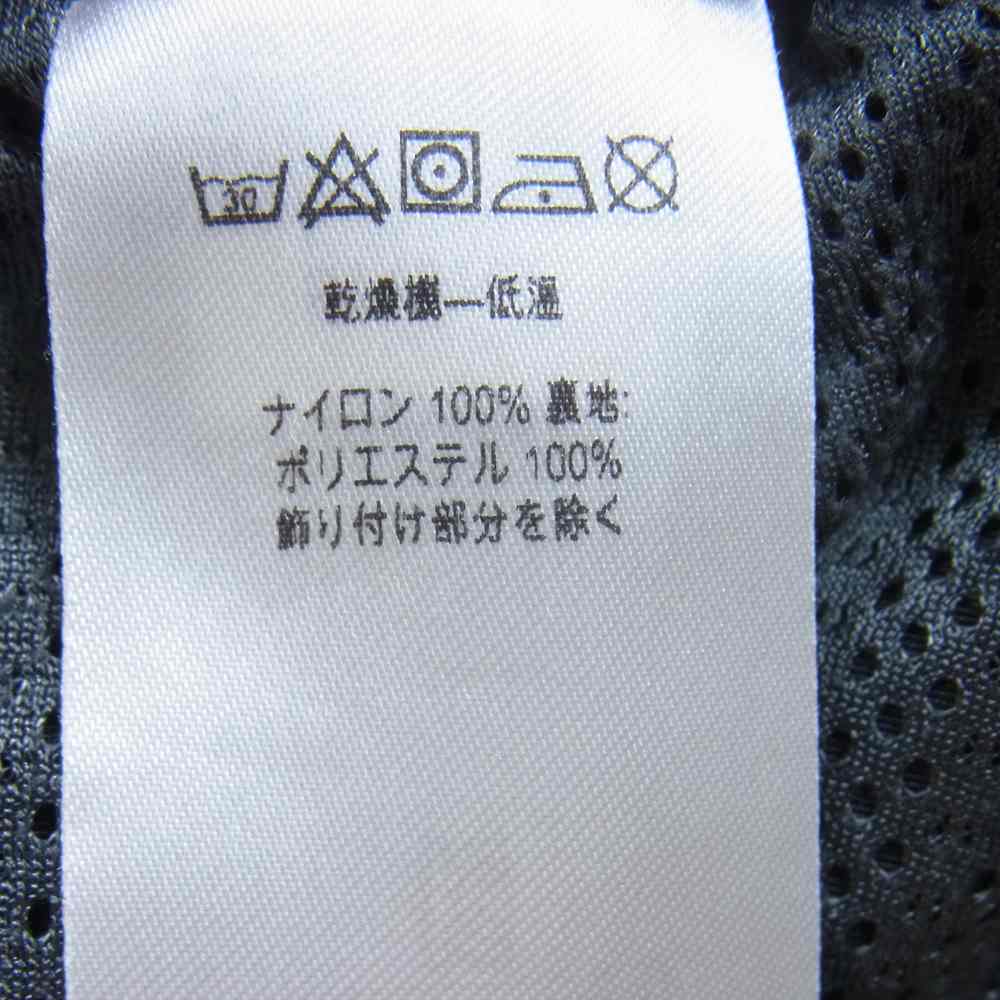 30
乾燥機—低温
ナイロン 100% 裏地:
ポリエステル 100%
飾り付け部分を除く